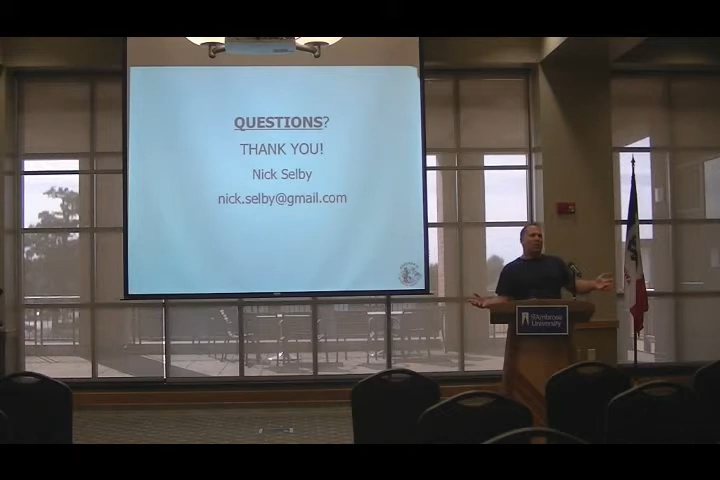 QUESTIONS?
THANK YOU!
Nick Selby
nick.selby@gmail.com
St Ambrose
University